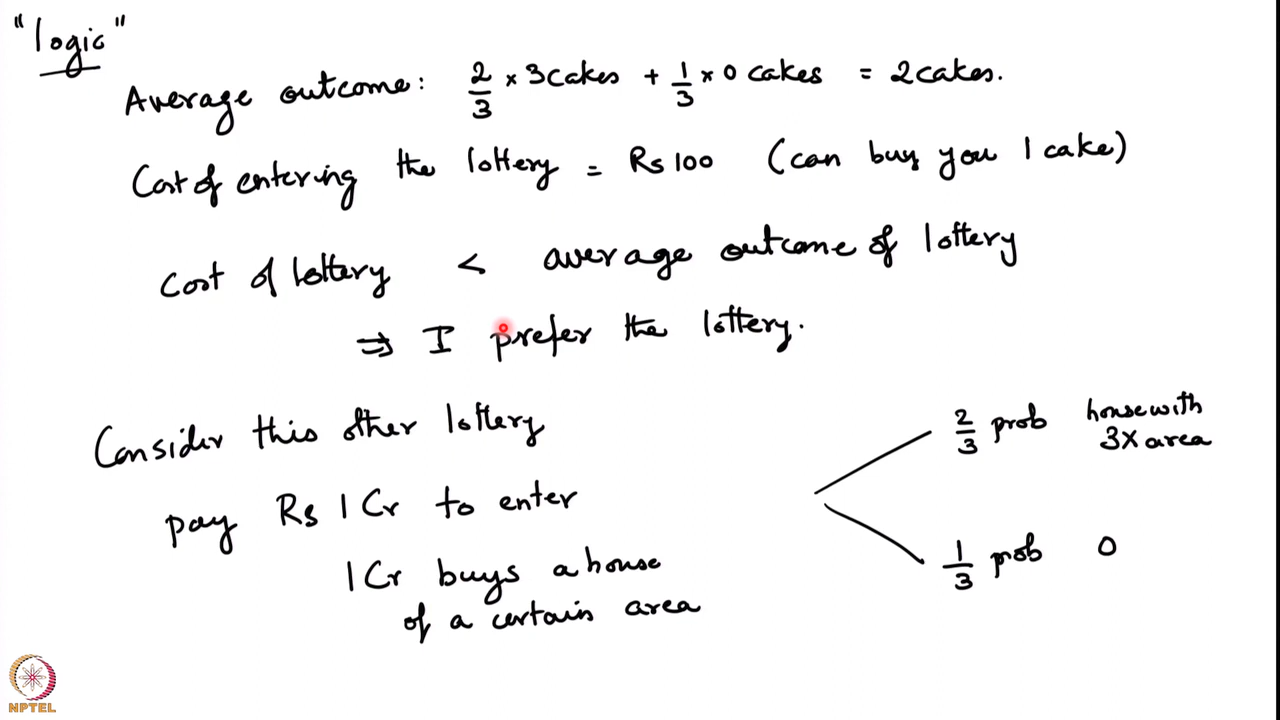 "logic"
Average outcome: 2/3 × 3 cakes + 1/3 × 0 cakes = 2 cakes.
Cost of entering the lottery = Rs 100 (can buy you 1 cake)
Cost of lottery < average outcome of lottery
⇒ I prefer the lottery.
Consider this other lottery
pay Rs 1 Cr to enter
1 Cr buys a house
of a certain area
2/3 prob house with
3x area
1/3 prob 0
NPTEL